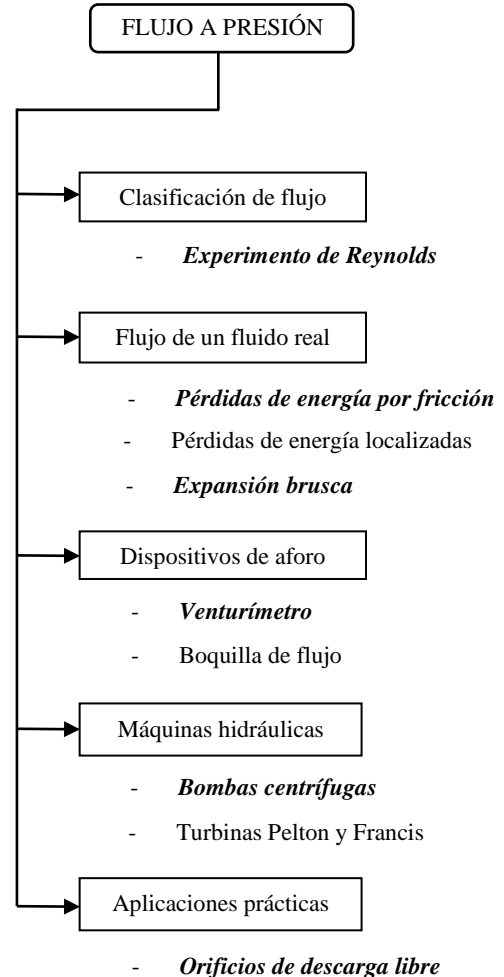 FLUJO A PRESIÓN
Clasificación de flujo
- Experimento de Reynolds
Flujo de un fluido real
- Pérdidas de energía por fricción
- Pérdidas de energía localizadas
- Expansión brusca
Dispositivos de aforo
- Venturímetro
- Boquilla de flujo
Máquinas hidráulicas
- Bombas centrífugas
- Turbinas Pelton y Francis
Aplicaciones prácticas
- Orificios de descarga libre